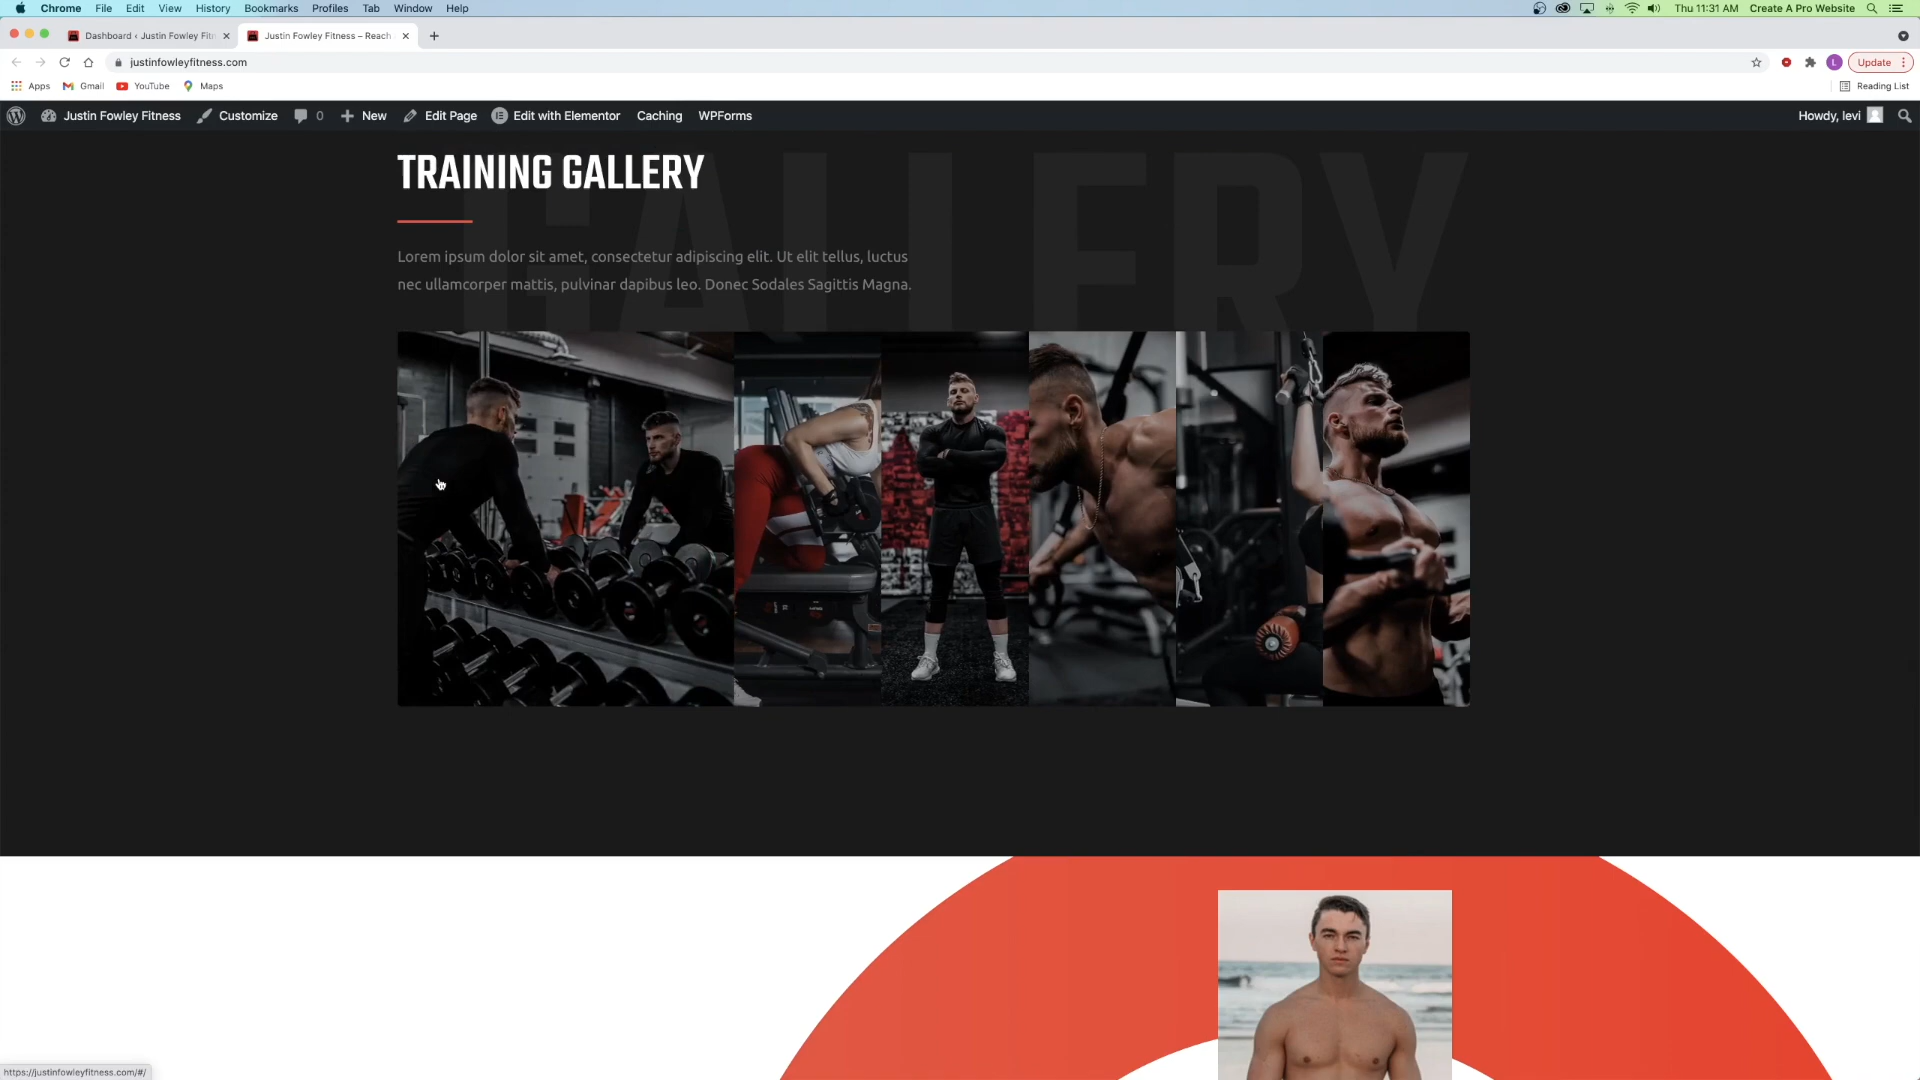 Chrome File Edit View History Bookmarks Profiles Tab Window Help
Thu 11:31 AM Create A Pro Website
Dashboard ‹ Justin Fowley Fitn
Justin Fowley Fitness – Reach
justinfowleyfitness.com
Update
Apps Gmail YouTube Maps
Reading List
Justin Fowley Fitness Customize 0 New Edit Page Edit with Elementor Caching WPForms
Howdy, levi
GALLERY
TRAINING GALLERY
Lorem ipsum dolor sit amet, consectetur adipiscing elit. Ut elit tellus, luctus
nec ullamcorper mattis, pulvinar dapibus leo. Donec Sodales Sagittis Magna.
https://justinfowleyfitness.com/#/